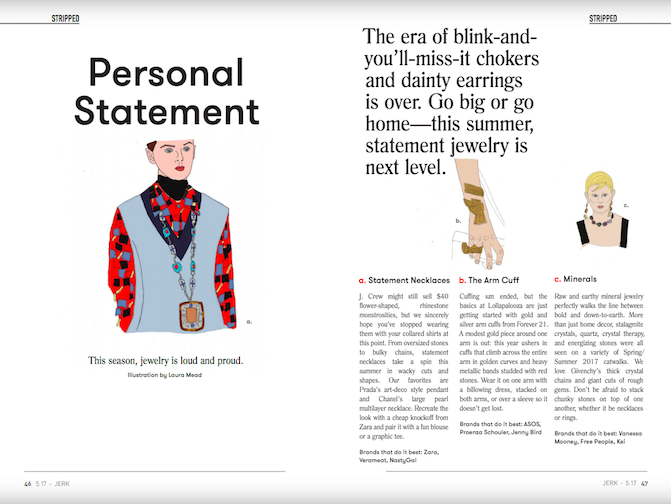 STRIPPED
Personal
Statement
a.
This season, jewelry is loud and proud.
Illustration by Laura Mead
46 5.17 - JERK
STRIPPED
The era of blink-and-
you'll-miss-it chokers
and dainty earrings
is over. Go big or go
home—this summer,
statement jewelry is
next level.
b.
c.
a. Statement Necklaces
J. Crew might still sell $40
flower-shaped, rhinestone
monstrosities, but we sincerely
hope you've stopped wearing
them with your collared shirts at
this point. From oversized stones
to bulky chains, statement
necklaces take a spin this
summer in wacky cuts and
shapes. Our favorites are
Prada's art-deco style pendant
and Chanel's large pearl
multilayer necklace. Recreate the
look with a cheap knockoff from
Zara and pair it with a fun blouse
or a graphic tee.
Brands that do it best: Zara,
Verameat, NastyGal
b. The Arm Cuff
Cuffing sun ended, but the
basics at Lollapalooza are just
getting started with gold and
silver arm cuffs from Forever 21.
A modest gold piece around one
arm is out: this year ushers in
cuffs that climb across the entire
arm in golden curves and heavy
metallic bands studded with red
stones. Wear it on one arm with
a billowing dress, stacked on
both arms, or over a sleeve so it
doesn't get lost.
Brands that do it best: ASOS,
Proenza Schouler, Jenny Bird
c. Minerals
Raw and earthy mineral jewelry
perfectly walks the line between
bold and down-to-earth. More
than just home decor, stalagmite
crystals, quartz, crystal therapy,
and energizing stones were all
seen on a variety of Spring/
Summer 2017 catwalks. We
love Givenchy's thick crystal
chains and giant cuts of rough
gems. Don't be afraid to stack
chunky stones on top of one
another, whether it be necklaces
or rings.
Brands that do it best: Vanessa
Mooney, Free People, Kei
JERK - 5.17 47